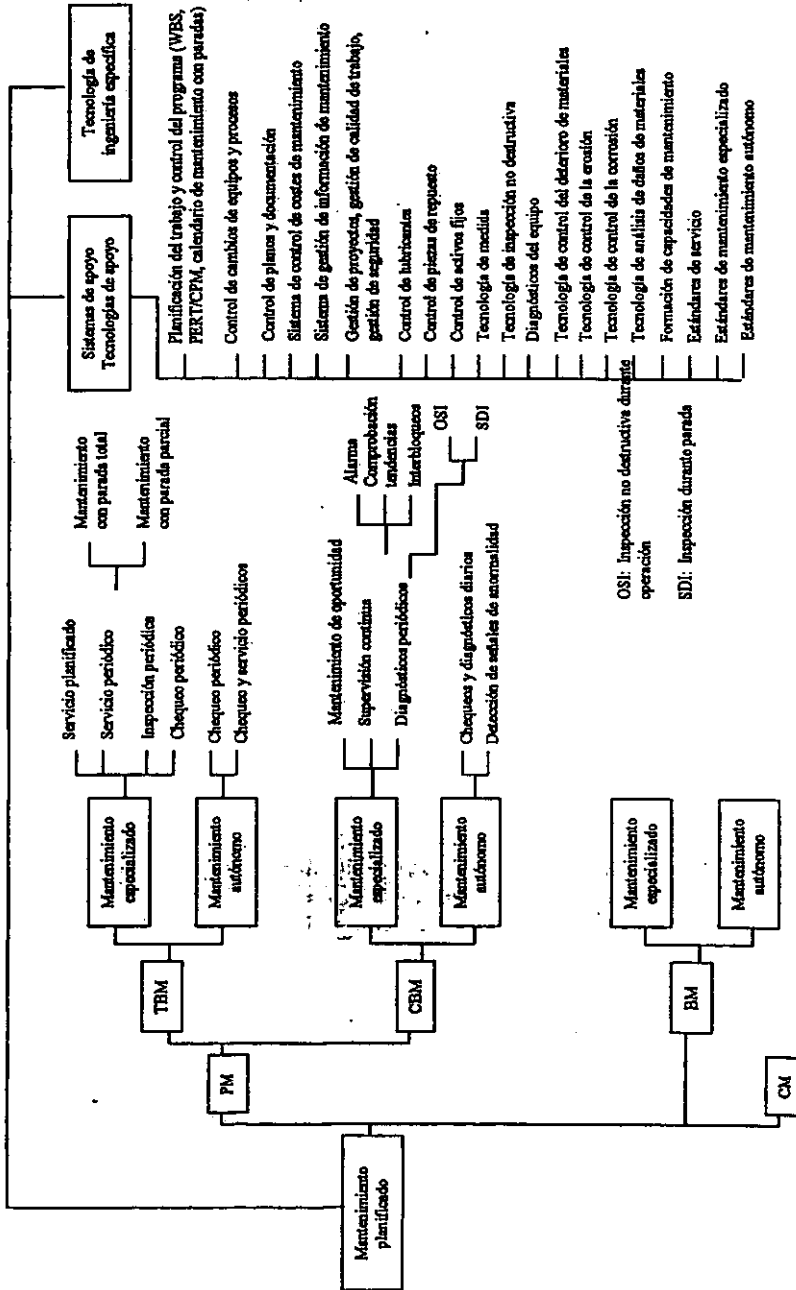 Mantenimiento
planificado
PM
CM
TBM
CBM
BM
Mantenimiento
especializado
Mantenimiento
autónomo
Mantenimiento
especializado
Mantenimiento
autónomo
Mantenimiento
especializado
Mantenimiento
autónomo
Servicio planificado
Servicio periódico
Inspección periódica
Chequeo periódico
Chequeo periódico
Chequeo y servicio periódicos
Mantenimiento
con parada total
Mantenimiento
con parada parcial
Mantenimiento de oportunidad
Supervisión continua
Diagnósticos periódicos
Alarma
Comprobación
tendencias
Interbloqueos
OSI
SDI
Chequeos y diagnósticos diarios
Detección de señales de anormalidad
OSI: Inspección no destructiva durante
operación
SDI: Inspección durante parada
Sistemas de apoyo
Tecnologías de apoyo
Tecnología de
ingeniería específica
Planificación del trabajo y control del programa (WBS,
PERT/CPM, calendario de mantenimiento con paradas)
Control de cambios de equipos y procesos
Control de planos y documentación
Sistema de control de costes de mantenimiento
Sistema de gestión de información de mantenimiento
Gestión de proyectos, gestión de calidad de trabajo,
gestión de seguridad
Control de lubricantes
Control de piezas de repuesto
Control de activos fijos
Tecnología de medida
Tecnología de inspección no destructiva
Diagnósticos del equipo
Tecnología de control del deterioro de materiales
Tecnología de control de la erosión
Tecnología de control de la corrosión
Tecnología de análisis de daños de materiales
Formación de capacidades de mantenimiento
Estándares de servicio
Estándares de mantenimiento especializado
Estándares de mantenimiento autónomo